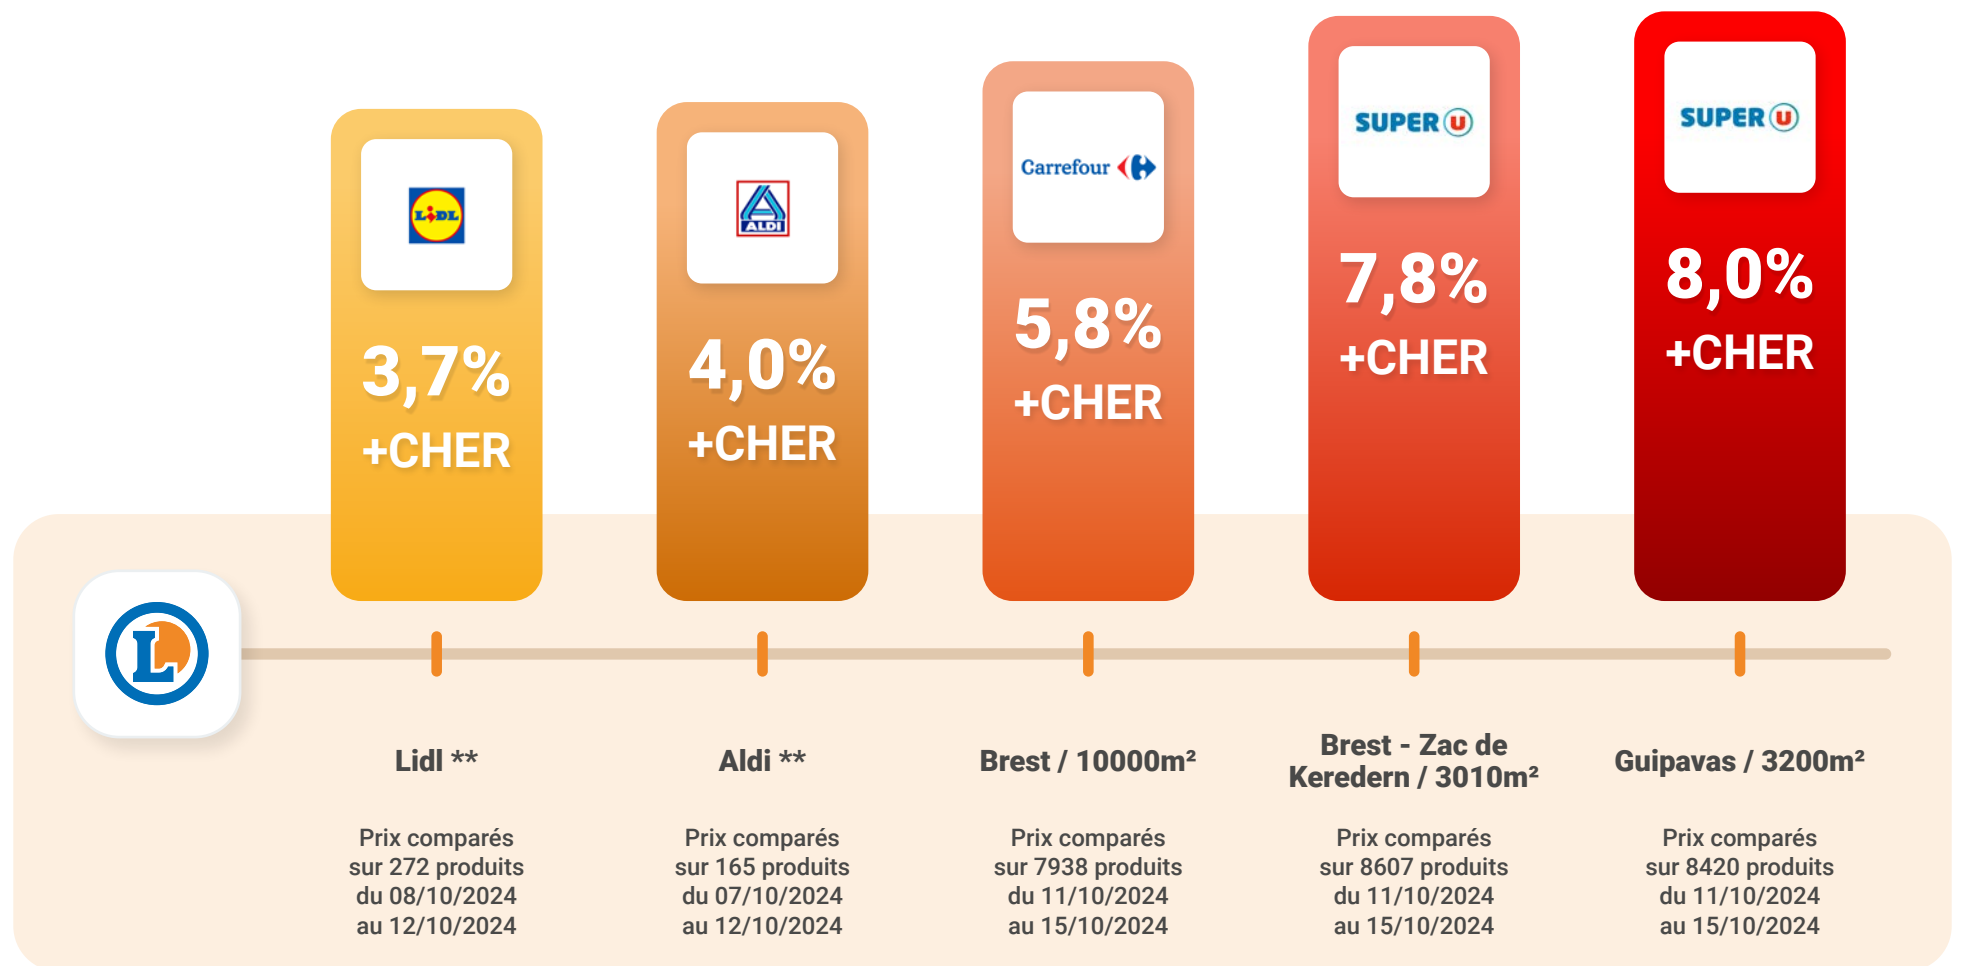 LIDL
3,7%
+CHER
ALDI
4,0%
+CHER
Carrefour
5,8%
+CHER
SUPER U
7,8%
+CHER
SUPER U
8,0%
+CHER
L
Lidl **
Prix comparés
sur 272 produits
du 08/10/2024
au 12/10/2024
Aldi **
Prix comparés
sur 165 produits
du 07/10/2024
au 12/10/2024
Brest / 10000m²
Prix comparés
sur 7938 produits
du 11/10/2024
au 15/10/2024
Brest - Zac de
Keredern / 3010m²
Prix comparés
sur 8607 produits
du 11/10/2024
au 15/10/2024
Guipavas / 3200m²
Prix comparés
sur 8420 produits
du 11/10/2024
au 15/10/2024